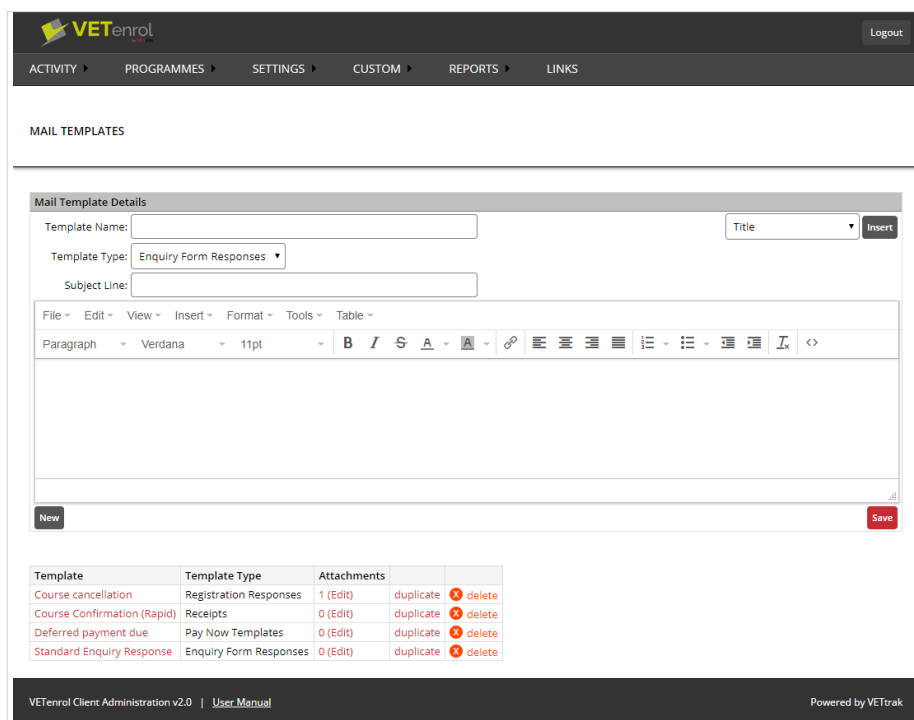 VETenrol
Logout
ACTIVITY PROGRAMMES SETTINGS CUSTOM REPORTS LINKS
MAIL TEMPLATES
Mail Template Details
Template Name: Title Insert
Template Type: Enquiry Form Responses
Subject Line:
File Edit View Insert Format Tools Table
Paragraph Verdana 11pt B I S A A
New Save
Template Template Type Attachments
Course cancellation Registration Responses 1 (Edit) duplicate X delete
Course Confirmation (Rapid) Receipts 0 (Edit) duplicate X delete
Deferred payment due Pay Now Templates 0 (Edit) duplicate X delete
Standard Enquiry Response Enquiry Form Responses 0 (Edit) duplicate X delete
VETenrol Client Administration v2.0 | User Manual Powered by VETtrak